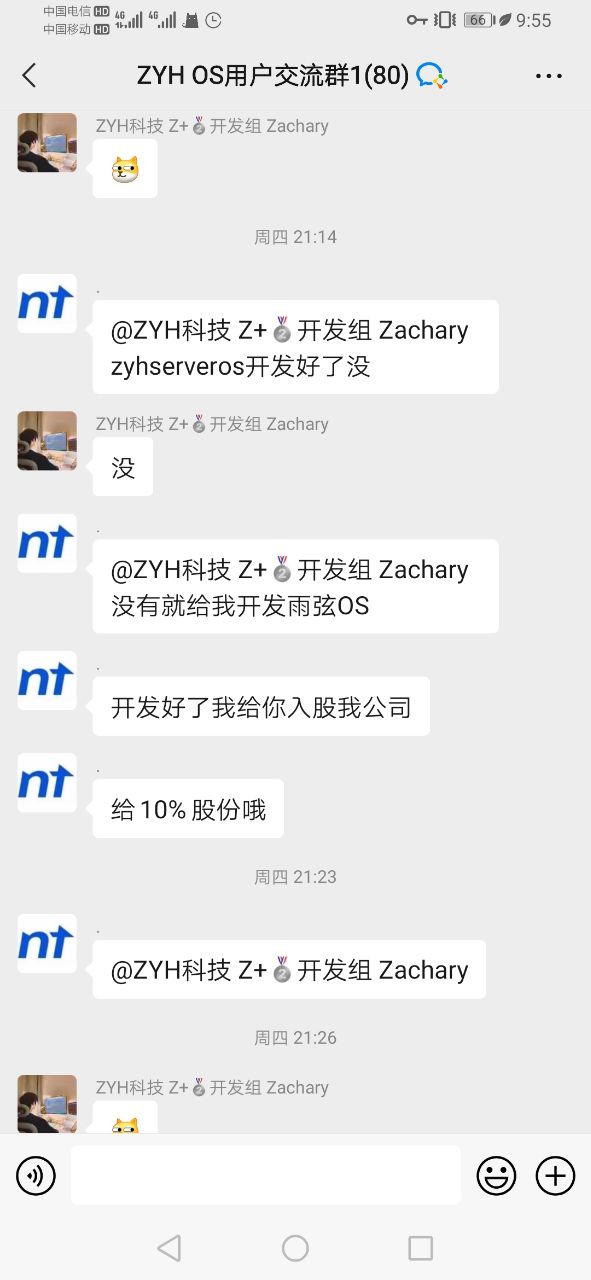 中国电信 HD 4G 4G 66 9:55
中国移动 HD
ZYH OS用户交流群1(80)
ZYH科技 Z+🥈开发组 Zachary
周四 21:14
nt
.
@ZYH科技 Z+🥈开发组 Zachary
zyhserveros开发好了没
ZYH科技 Z+🥈开发组 Zachary
没
nt
.
@ZYH科技 Z+🥈开发组 Zachary
没有就给我开发雨弦OS
nt
.
开发好了我给你入股我公司
nt
.
给 10% 股份哦
周四 21:23
nt
.
@ZYH科技 Z+🥈开发组 Zachary
周四 21:26
ZYH科技 Z+🥈开发组 Zachary